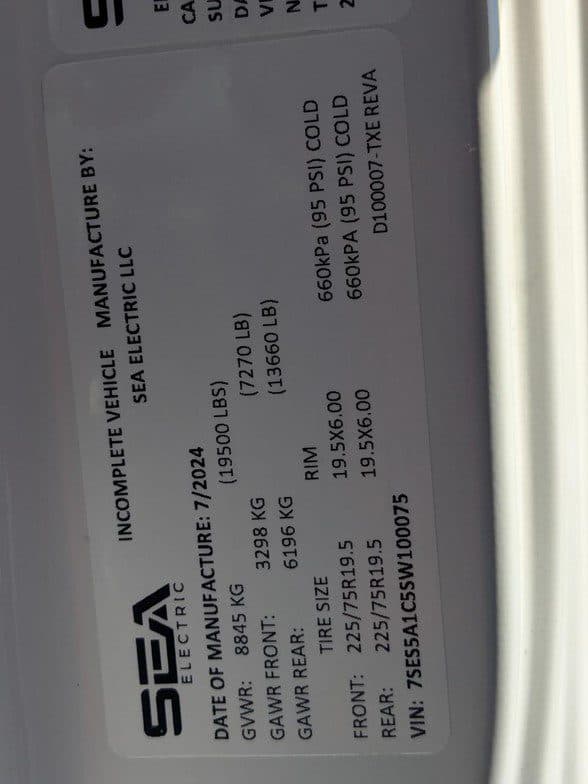 INCOMPLETE VEHICLE MANUFACTURE BY:
SEA ELECTRIC LLC
SEA
ELECTRIC
DATE OF MANUFACTURE: 7/2024
GVWR: 8845 KG (19500 LBS)
GAWR FRONT: 3298 KG (7270 LB)
GAWR REAR: 6196 KG (13660 LB)
TIRE SIZE RIM
FRONT: 225/75R19.5 19.5X6.00 660kPa (95 PSI) COLD
REAR: 225/75R19.5 19.5X6.00 660kPA (95 PSI) COLD
VIN: 7SES5A1C5SW100075 D100007-TXE REVA